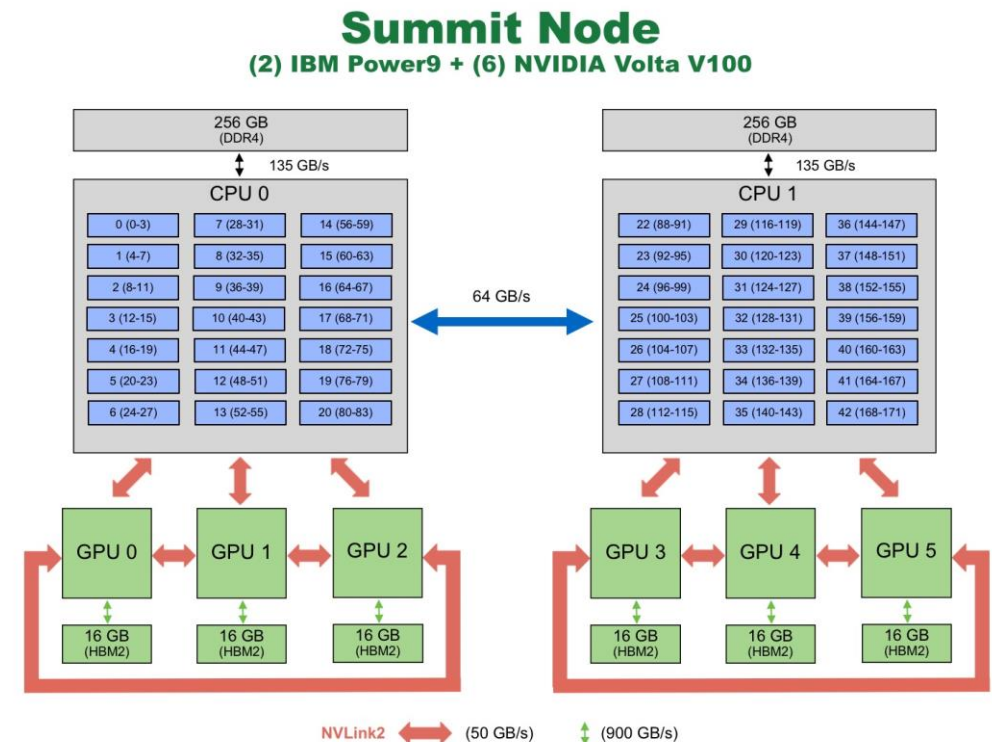 Summit Node
(2) IBM Power9 + (6) NVIDIA Volta V100
256 GB
(DDR4)
135 GB/s
CPU 0
0 (0-3)
7 (28-31)
14 (56-59)
1 (4-7)
8 (32-35)
15 (60-63)
2 (8-11)
9 (36-39)
16 (64-67)
3 (12-15)
10 (40-43)
17 (68-71)
4 (16-19)
11 (44-47)
18 (72-75)
5 (20-23)
12 (48-51)
19 (76-79)
6 (24-27)
13 (52-55)
20 (80-83)
64 GB/s
256 GB
(DDR4)
135 GB/s
CPU 1
22 (88-91)
29 (116-119)
36 (144-147)
23 (92-95)
30 (120-123)
37 (148-151)
24 (96-99)
31 (124-127)
38 (152-155)
25 (100-103)
32 (128-131)
39 (156-159)
26 (104-107)
33 (132-135)
40 (160-163)
27 (108-111)
34 (136-139)
41 (164-167)
28 (112-115)
35 (140-143)
42 (168-171)
GPU 0
GPU 1
GPU 2
16 GB
(HBM2)
16 GB
(HBM2)
16 GB
(HBM2)
GPU 3
GPU 4
GPU 5
16 GB
(HBM2)
16 GB
(HBM2)
16 GB
(HBM2)
NVLink2 (50 GB/s) (900 GB/s)